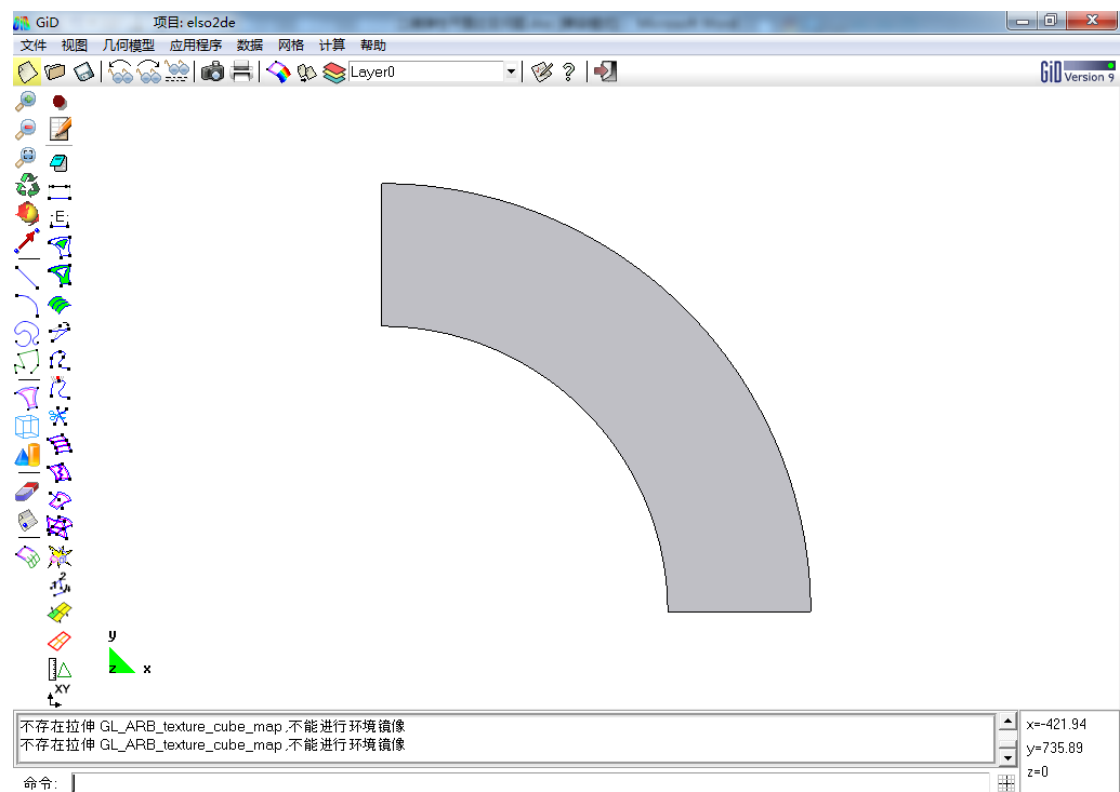 GiD 项目: elso2de
文件 视图 几何模型 应用程序 数据 网格 计算 帮助
Layer0
GiD Version 9
E
y
z x
XY
不存在拉伸 GL_ARB_texture_cube_map ,不能进行环境镜像
不存在拉伸 GL_ARB_texture_cube_map ,不能进行环境镜像
x=-421.94
y=735.89
z=0
命令: